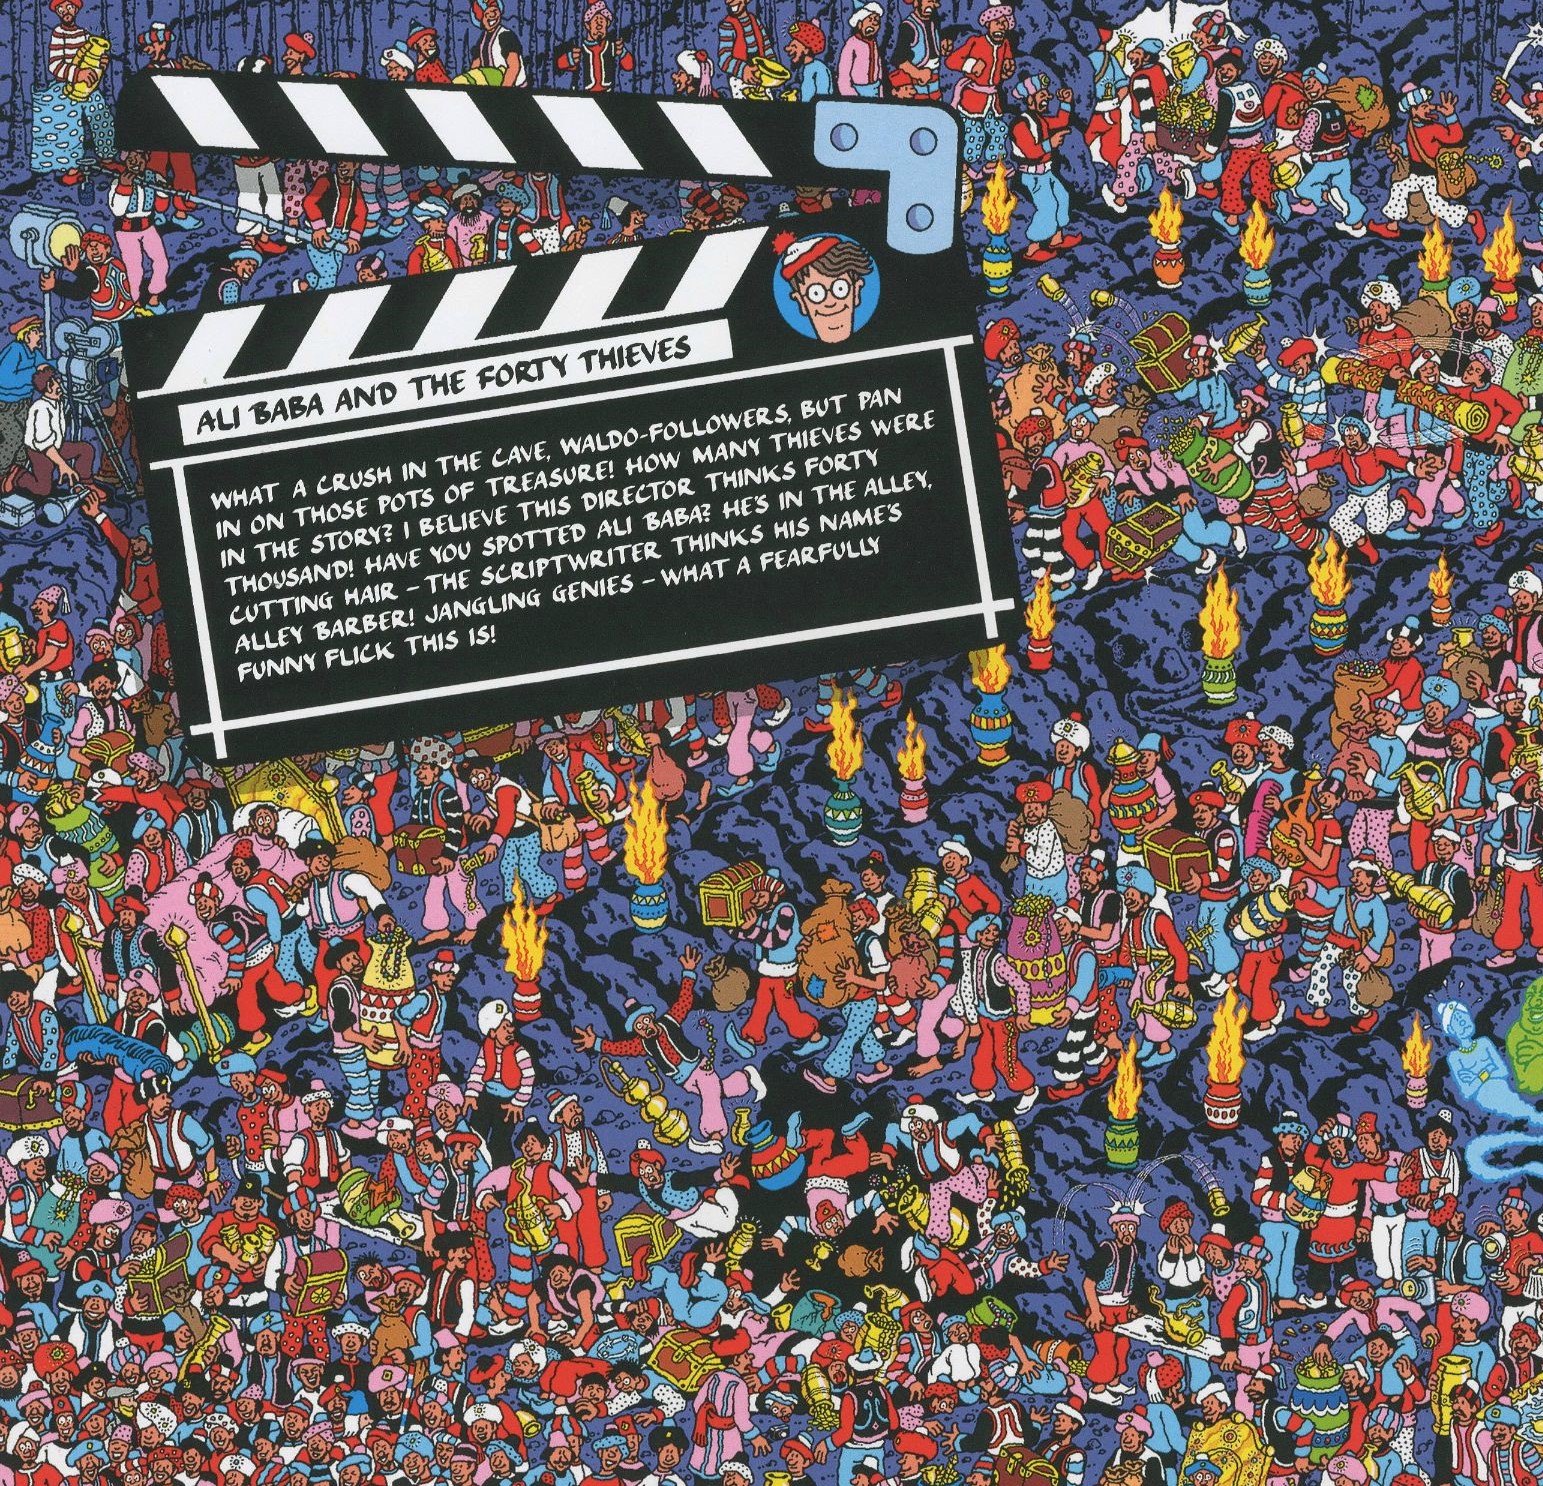 ALI BABA AND THE FORTY THIEVES
WHAT A CRUSH IN THE CAVE, WALDO-FOLLOWERS, BUT PAN
IN ON THOSE POTS OF TREASURE! HOW MANY THIEVES WERE
IN THE STORY? I BELIEVE THIS DIRECTOR THINKS FORTY
THOUSAND! HAVE YOU SPOTTED ALI BABA? HE'S IN THE ALLEY,
CUTTING HAIR – THE SCRIPTWRITER THINKS HIS NAME'S
ALLEY BARBER! JANGLING GENIES – WHAT A FEARFULLY
FUNNY FLICK THIS IS!